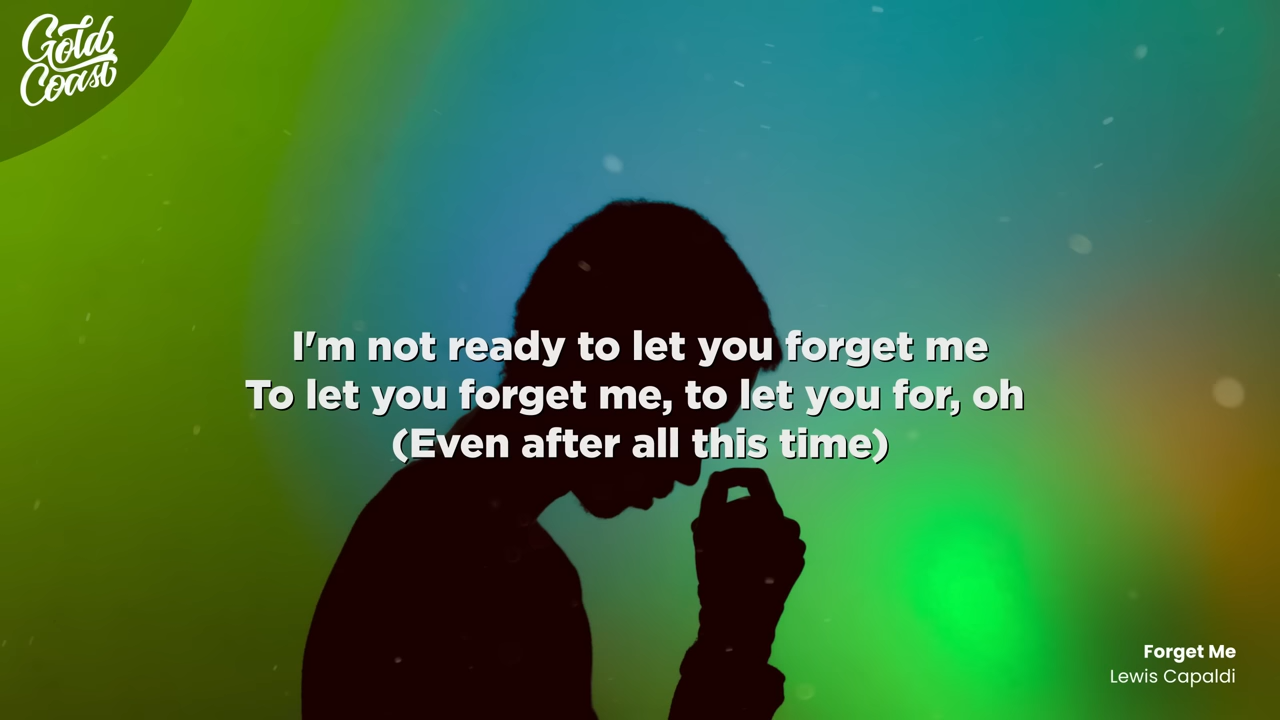 Gold
Coast
I'm not ready to let you forget me
To let you forget me, to let you for, oh
(Even after all this time)
Forget Me
Lewis Capaldi